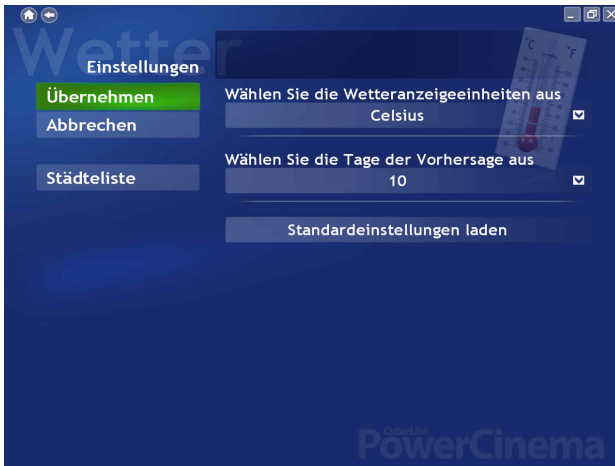 Wetter
°C °F
Einstellungen
Übernehmen
Abbrechen
Städteliste
Wählen Sie die Wetteranzeigeeinheiten aus
Celsius
Wählen Sie die Tage der Vorhersage aus
10
Standardeinstellungen laden
CyberLink
PowerCinema